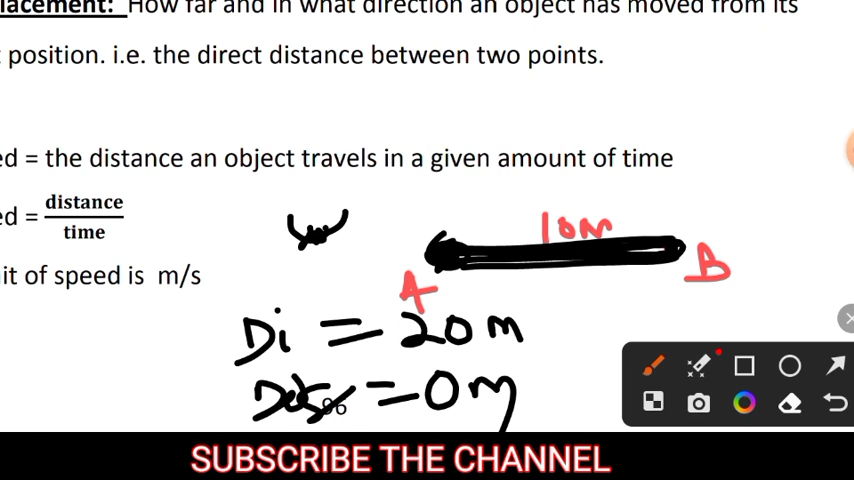 lacement: How far and in what direction an object has moved from its
t position. i.e. the direct distance between two points.
ed = the distance an object travels in a given amount of time
ed = distance
time
10m
A
B
it of speed is m/s
Di = 20m
= 0m
96
SUBSCRIBE THE CHANNEL